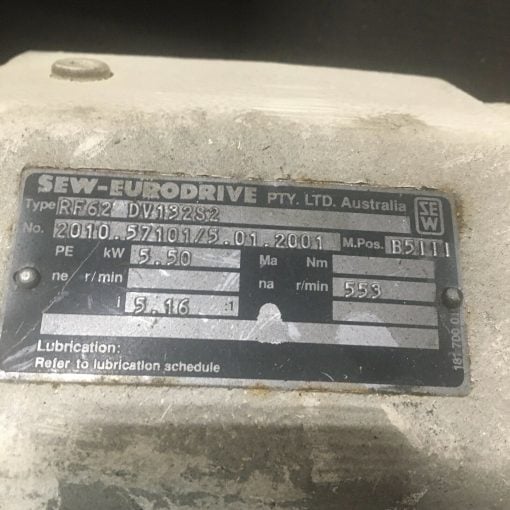 SEW-EURODRIVE PTY. LTD. Australia
Type RF62 DV132S2 SEW
No. 2010.57101/5.01.2001 M.Pos. B5III
PE kW 5.50 Ma Nm
ne r/min na r/min 553
i 5.16 :1
Lubrication:
Refer to lubrication schedule